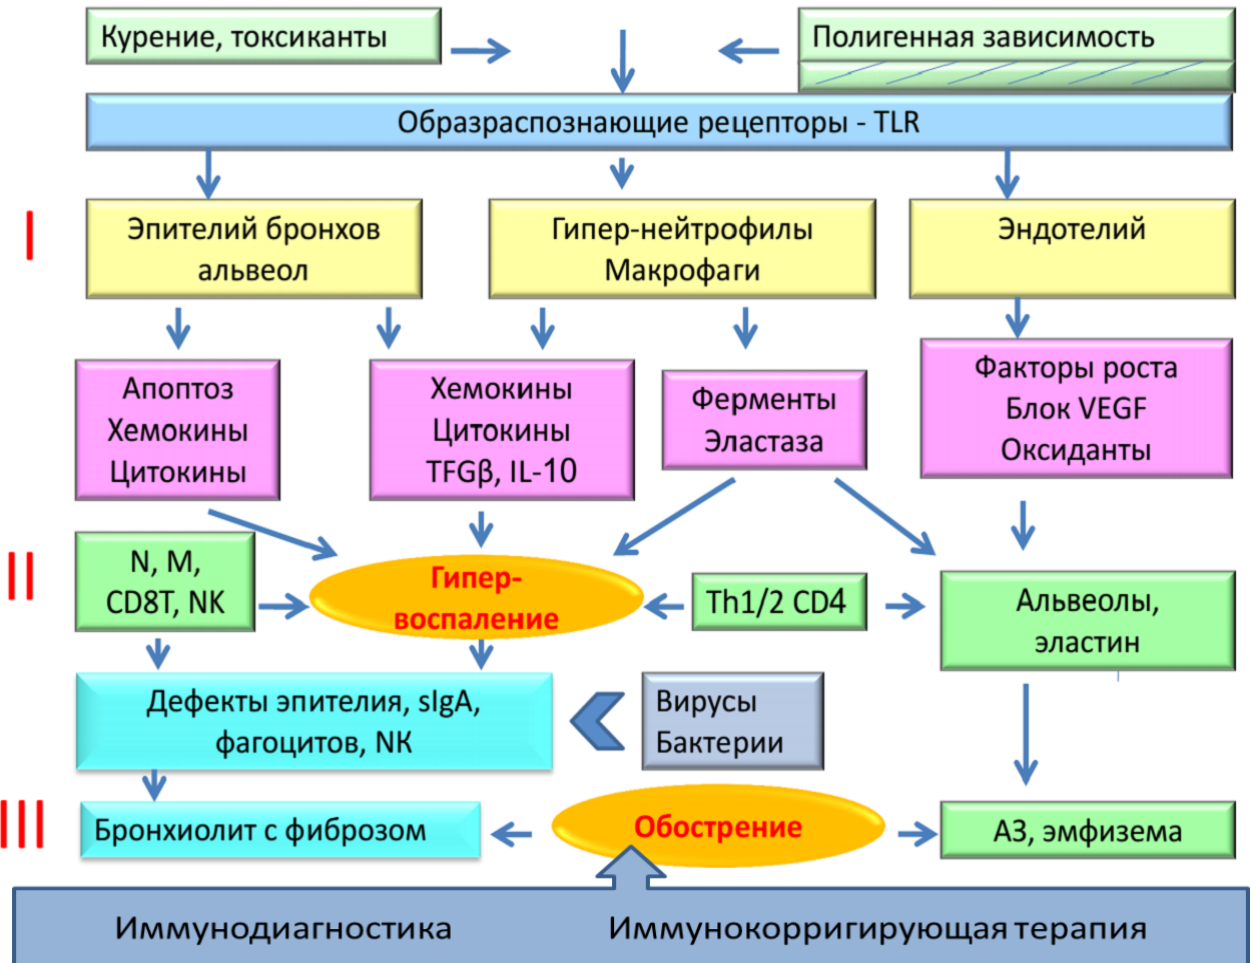 Курение, токсиканты
Полигенная зависимость
Образраспознающие рецепторы - TLR
I
Эпителий бронхов
альвеол
Гипер-нейтрофилы
Макрофаги
Эндотелий
Апоптоз
Хемокины
Цитокины
Хемокины
Цитокины
TFGβ, IL-10
Ферменты
Эластаза
Факторы роста
Блок VEGF
Оксиданты
II
N, M,
CD8T, NK
Гипер-
воспаление
Th1/2 CD4
Альвеолы,
эластин
Дефекты эпителия, sIgA,
фагоцитов, NK
Вирусы
Бактерии
III
Бронхиолит с фиброзом
Обострение
АЗ, эмфизема
Иммунодиагностика
Иммунокорригирующая терапия